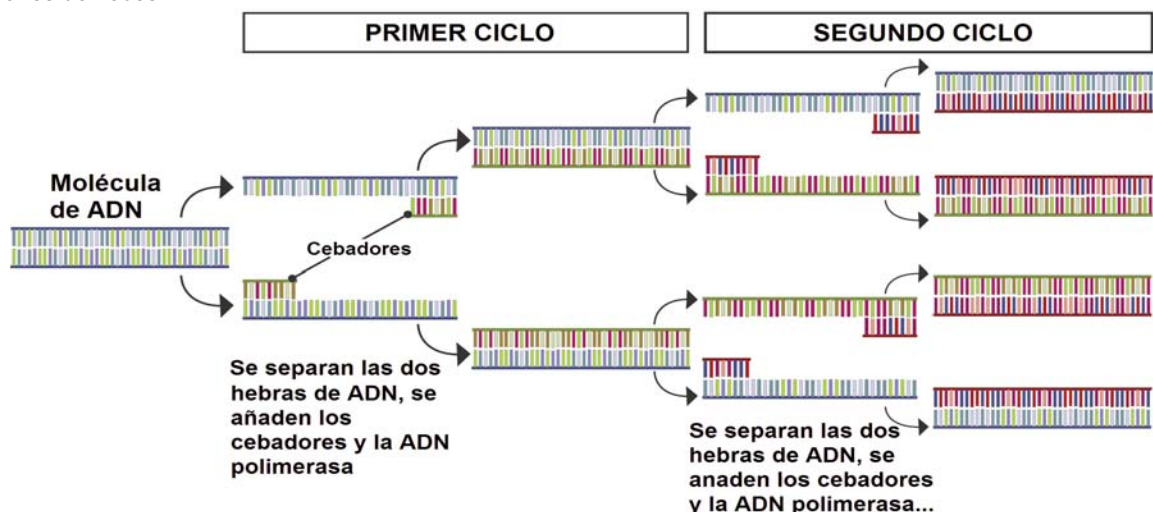 PRIMER CICLO
SEGUNDO CICLO
Molécula
de ADN
Cebadores
Se separan las dos
hebras de ADN, se
añaden los
cebadores y la ADN
polimerasa
Se separan las dos
hebras de ADN, se
anaden los cebadores
y la ADN polimerasa...